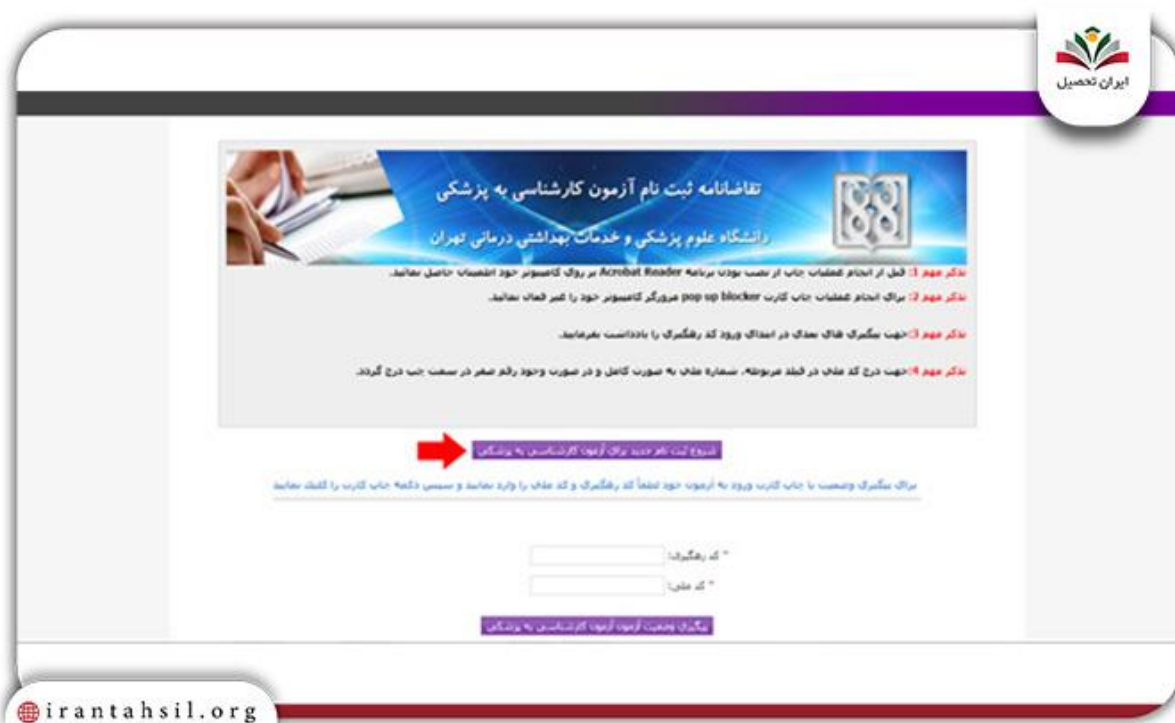 ایران تحصیل
تقاضانامه ثبت نام آزمون کارشناسی به پزشکی
دانشگاه علوم پزشکی و خدمات بهداشتی درمانی تهران
تذکر مهم 1: قبل از انجام عملیات چاپ از نصب بودن برنامه Acrobat Reader بر روی کامپیوتر خود اطمینان حاصل نمائید.
تذکر مهم 2: برای انجام عملیات چاپ کارت pop up blocker مرورگر کامپیوتر خود را غیر فعال نمائید.
تذکر مهم 3:جهت پیگیری های بعدی در ابتدای ورود کد رهگیری را یادداشت بفرمایید.
تذکر مهم 4:جهت درج کد ملی در فیلد مربوطه، شماره ملی به صورت کامل و در صورت وجود رقم صفر در سمت چپ درج گردد.
شروع ثبت نام جدید برای آزمون کارشناسی به پزشکی
برای پیگیری وضعیت یا چاپ کارت ورود به آزمون خود لطفاً کد رهگیری و کد ملی را وارد نمایند و سپس دکمه چاپ کارت را کلیک نمایند
* کد رهگیری:
* کد ملی:
پیگیری وضعیت آزمون آزمون کارشناسی به پزشکی
irantahsil.org